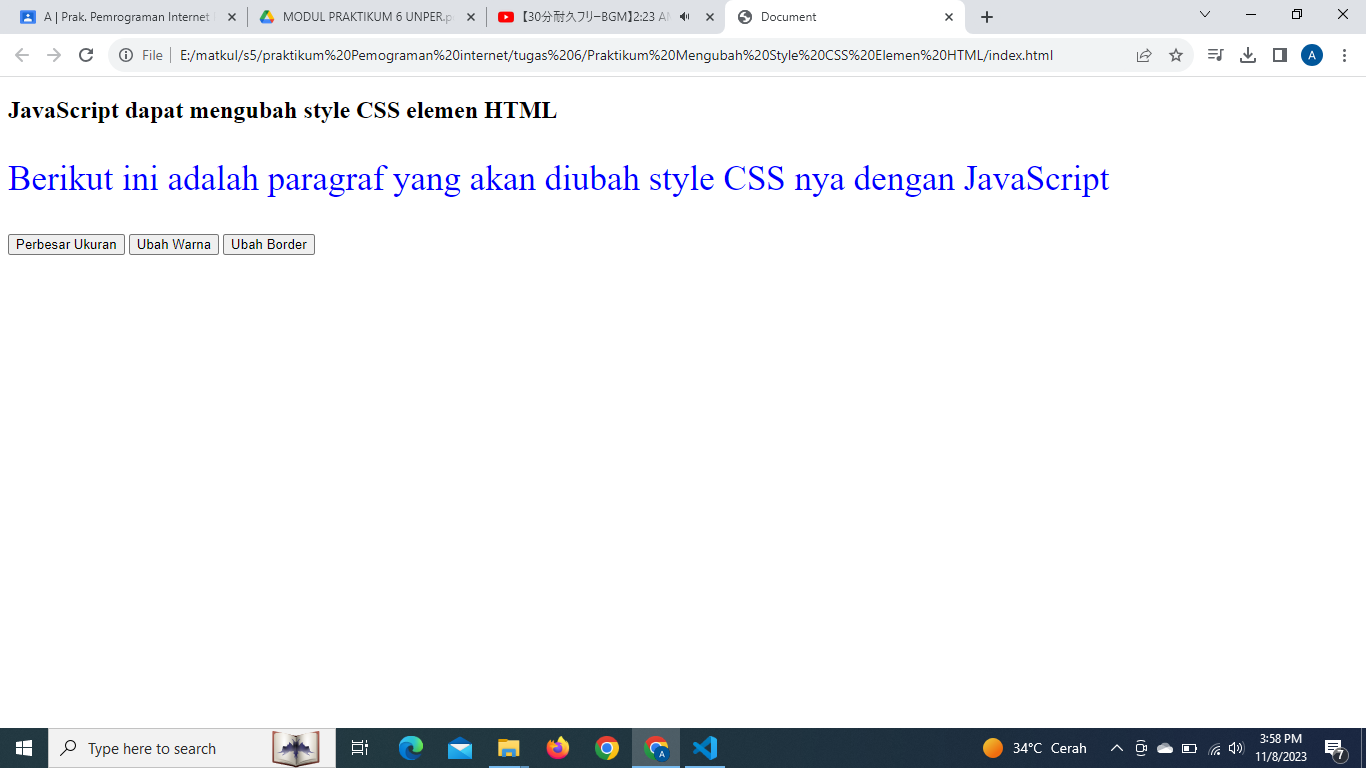 A | Prak. Pemrograman Internet
MODUL PRAKTIKUM 6 UNPER.p
【30分耐久フリーBGM】2:23 AM
Document
File
E:/matkul/s5/praktikum%20Pemograman%20internet/tugas%206/Praktikum%20Mengubah%20Style%20CSS%20Elemen%20HTML/index.html
A
JavaScript dapat mengubah style CSS elemen HTML
Berikut ini adalah paragraf yang akan diubah style CSS nya dengan JavaScript
Perbesar Ukuran Ubah Warna Ubah Border
Type here to search
A
34°C Cerah
3:58 PM
11/8/2023
7